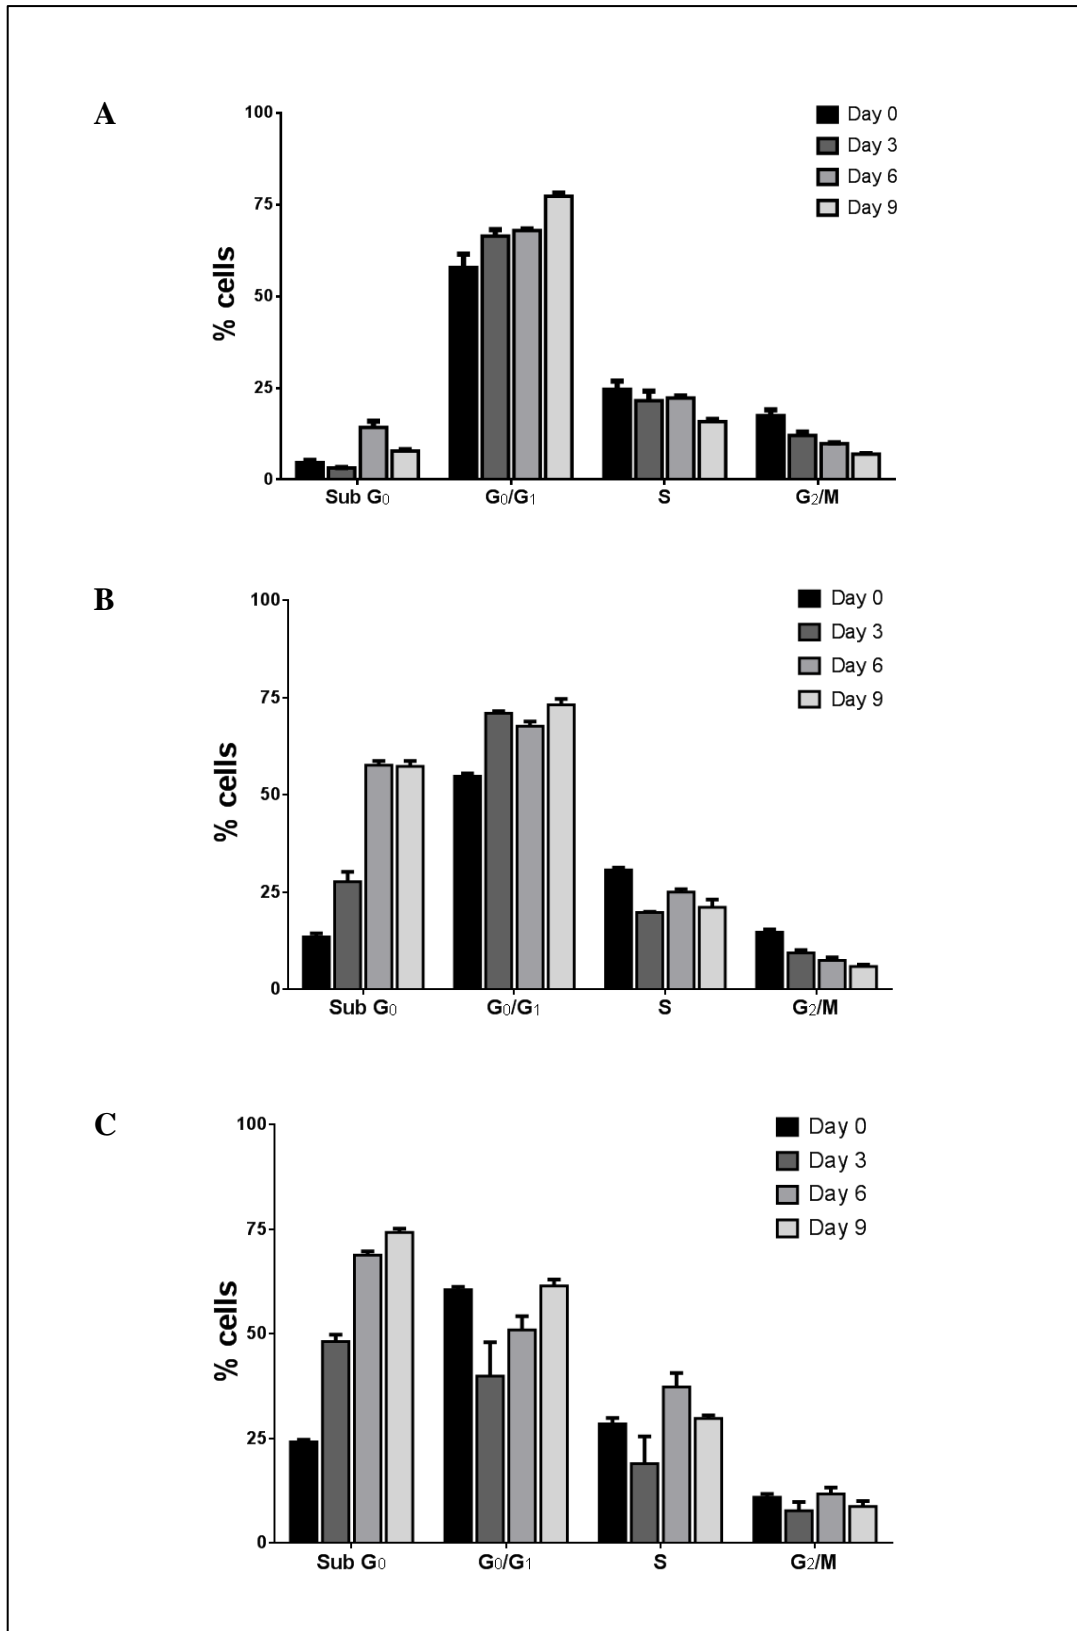 A
100
75
50
25
0
% cells
Day 0
Day 3
Day 6
Day 9
Sub G₀ G₀/G₁ S G₂/M
B
100
75
50
25
0
% cells
Day 0
Day 3
Day 6
Day 9
Sub G₀ G₀/G₁ S G₂/M
C
100
75
50
25
0
% cells
Day 0
Day 3
Day 6
Day 9
Sub G₀ G₀/G₁ S G₂/M